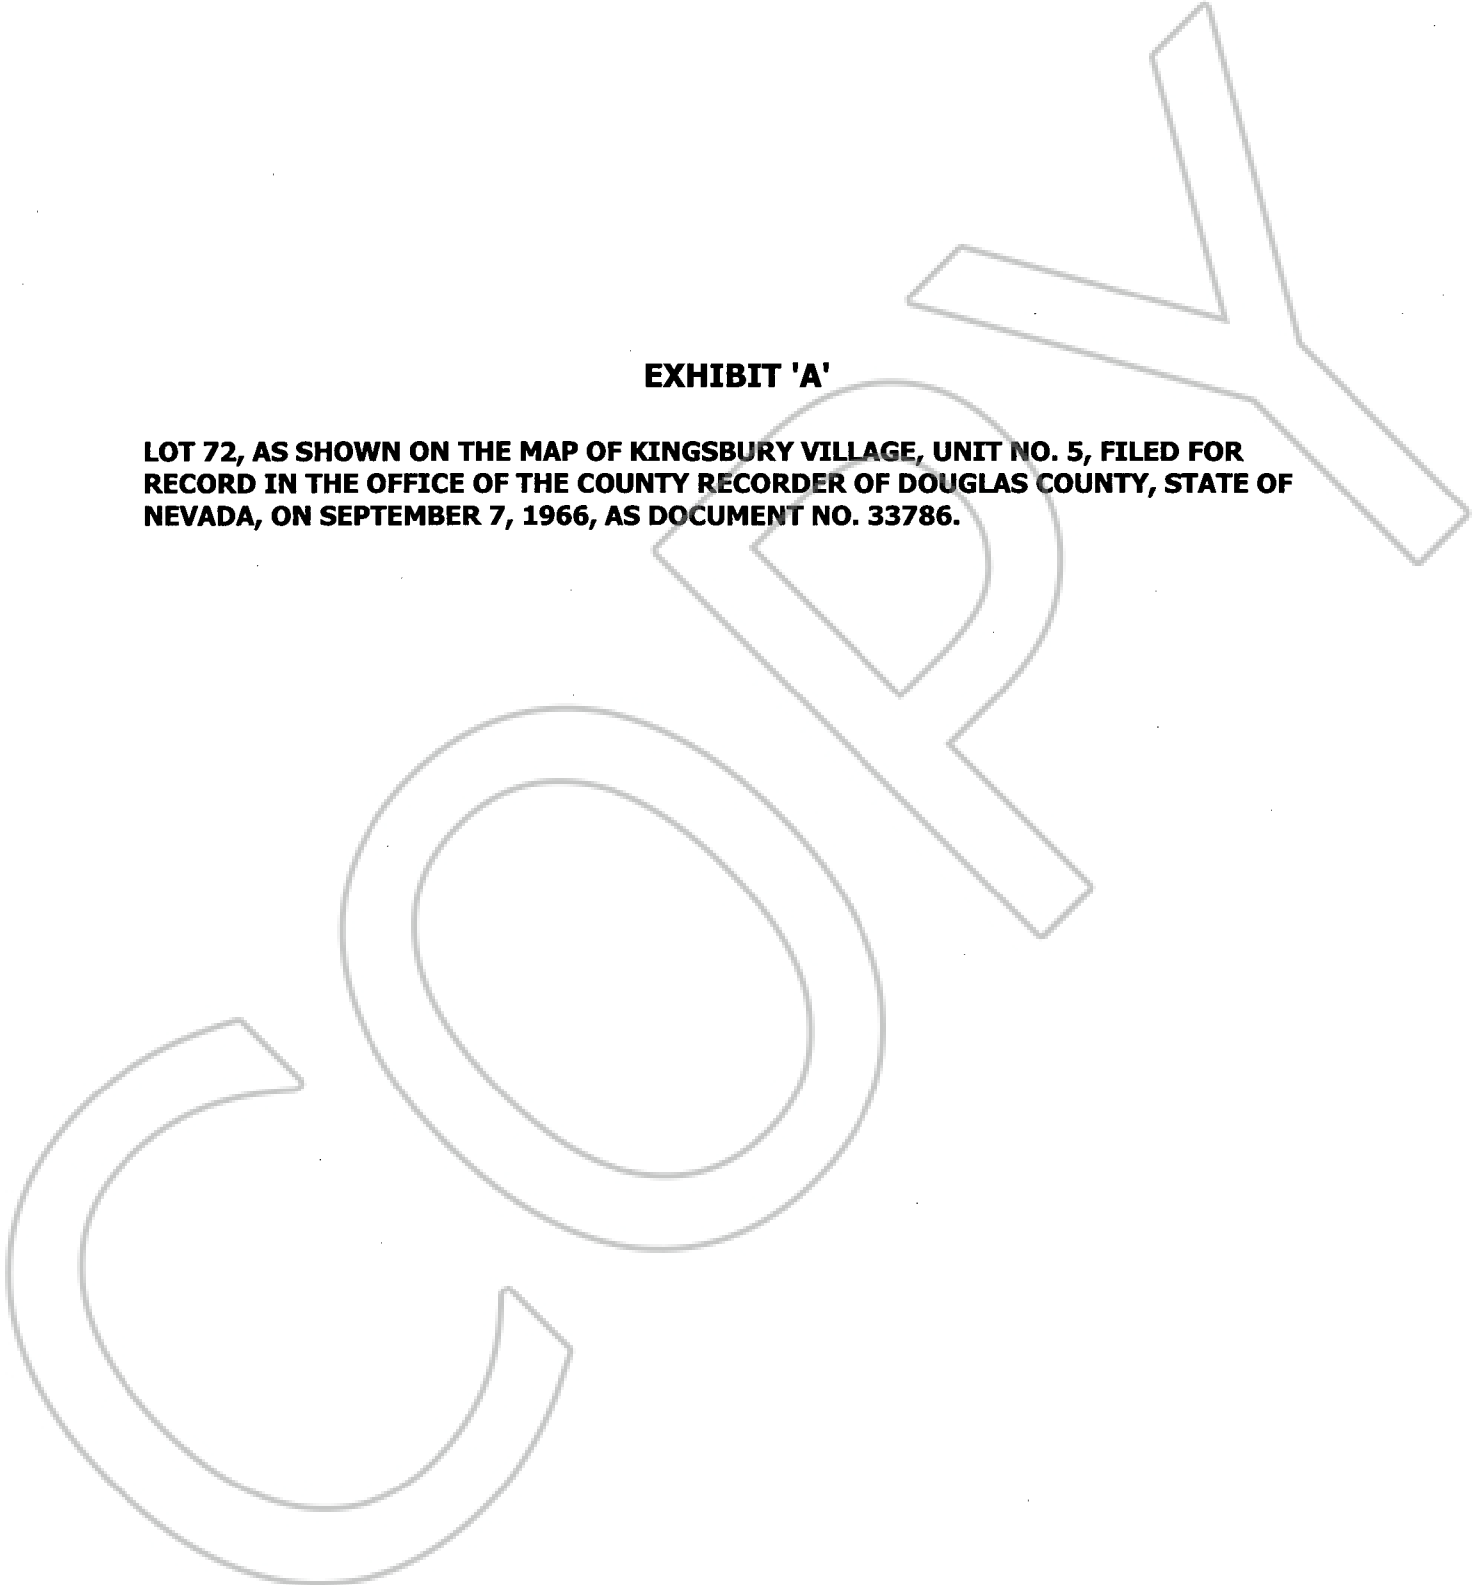 EXHIBIT 'A'
LOT 72, AS SHOWN ON THE MAP OF KINGSBURY VILLAGE, UNIT NO. 5, FILED FOR
RECORD IN THE OFFICE OF THE COUNTY RECORDER OF DOUGLAS COUNTY, STATE OF
NEVADA, ON SEPTEMBER 7, 1966, AS DOCUMENT NO. 33786.
COPY